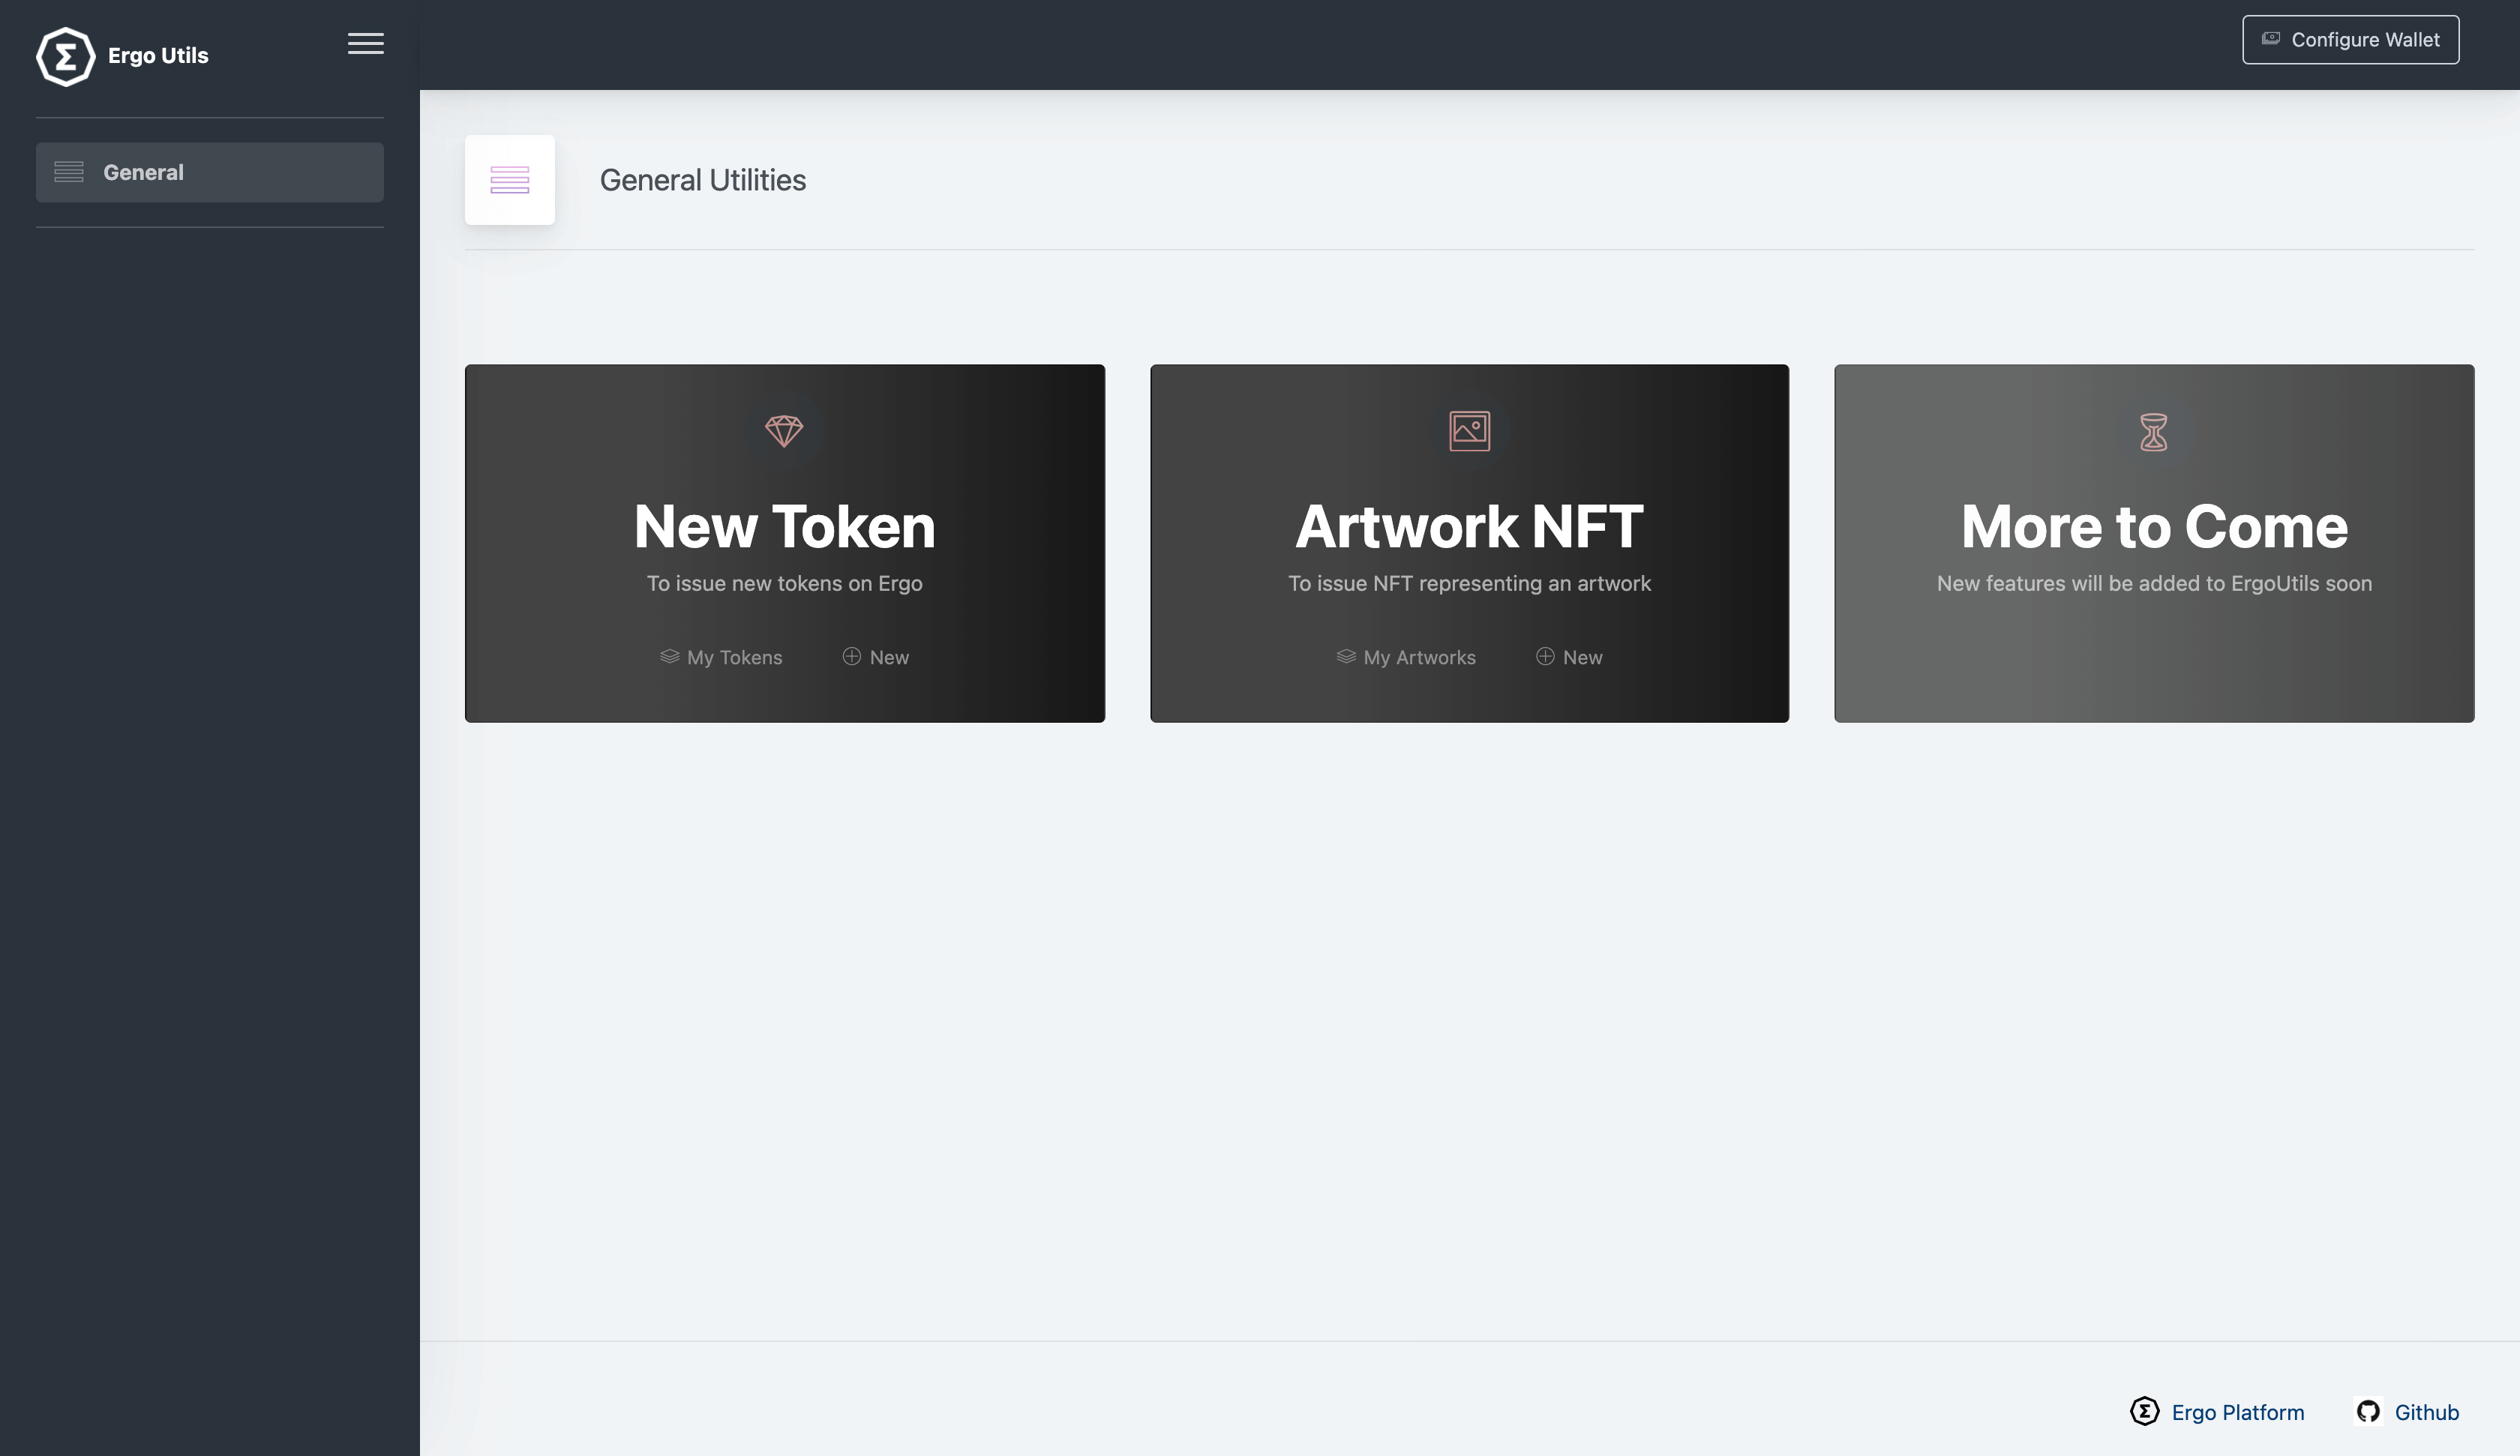 Ergo Utils
Configure Wallet
General
General Utilities
New Token
To issue new tokens on Ergo
My Tokens
New
Artwork NFT
To issue NFT representing an artwork
My Artworks
New
More to Come
New features will be added to ErgoUtils soon
Ergo Platform
Github